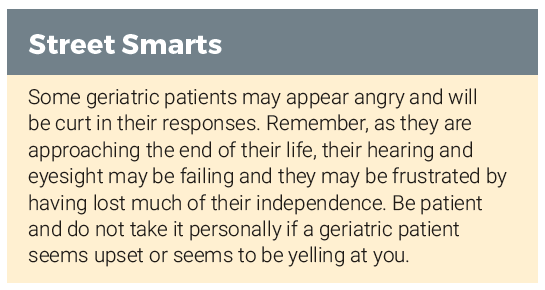 Street Smarts
Some geriatric patients may appear angry and will
be curt in their responses. Remember, as they are
approaching the end of their life, their hearing and
eyesight may be failing and they may be frustrated by
having lost much of their independence. Be patient
and do not take it personally if a geriatric patient
seems upset or seems to be yelling at you.